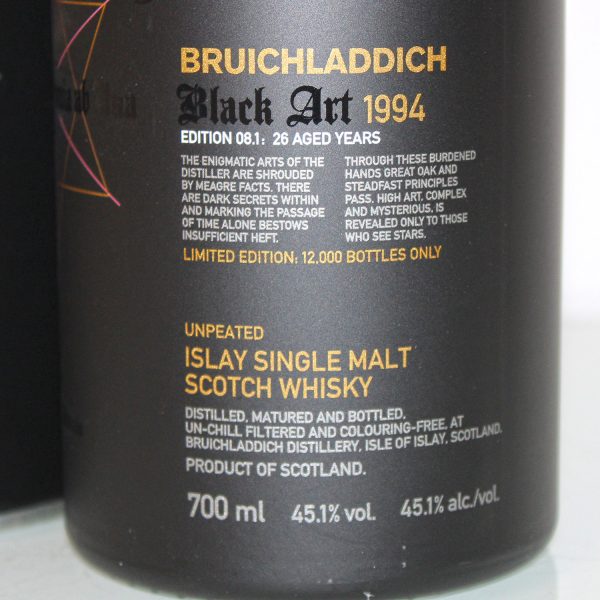 BRUICHLADDICH
Black Art 1994
EDITION 08.1: 26 AGED YEARS
THE ENIGMATIC ARTS OF THE
DISTILLER ARE SHROUDED
BY MEAGRE FACTS. THERE
ARE DARK SECRETS WITHIN
AND MARKING THE PASSAGE
OF TIME ALONE BESTOWS
INSUFFICIENT HEFT.
THROUGH THESE BURDENED
HANDS GREAT OAK AND
STEADFAST PRINCIPLES
PASS. HIGH ART, COMPLEX
AND MYSTERIOUS, IS
REVEALED ONLY TO THOSE
WHO SEE STARS.
LIMITED EDITION: 12,000 BOTTLES ONLY
UNPEATED
ISLAY SINGLE MALT
SCOTCH WHISKY
DISTILLED, MATURED AND BOTTLED,
UN-CHILL FILTERED AND COLOURING-FREE, AT
BRUICHLADDICH DISTILLERY, ISLE OF ISLAY, SCOTLAND.
PRODUCT OF SCOTLAND.
700 ml 45.1% vol. 45.1% alc./vol.